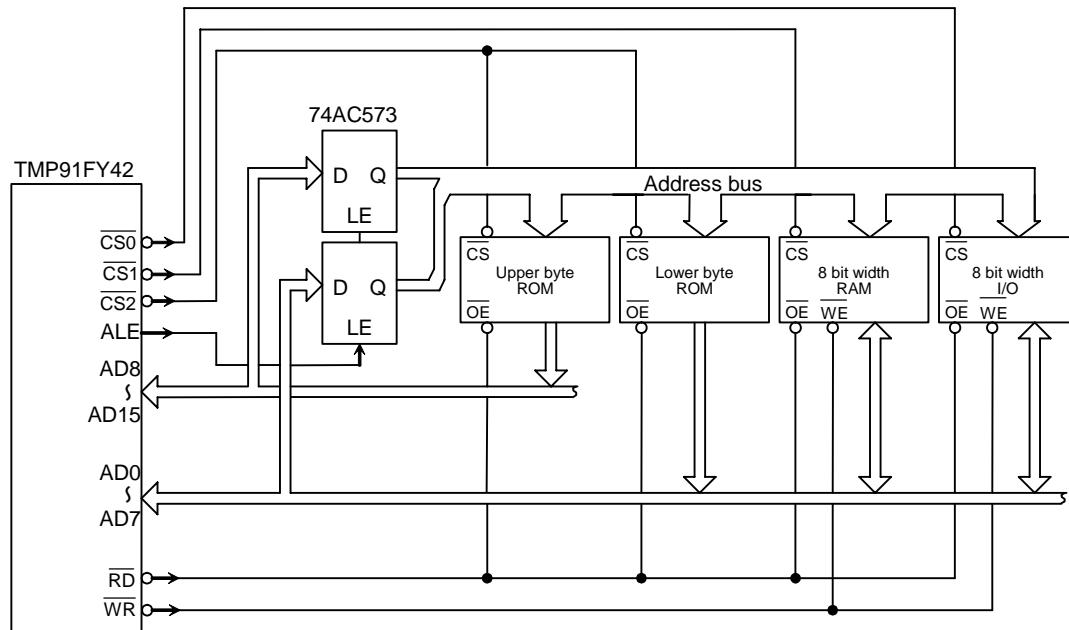 74AC573
TMP91FY42
D Q
LE
D Q
LE
Address bus
CS0
CS1
CS2
ALE
AD8
~
AD15
AD0
~
AD7
RD
WR
CS
Upper byte
ROM
OE
CS
Lower byte
ROM
OE
CS
8 bit width
RAM
OE WE
CS
8 bit width
I/O
OE WE